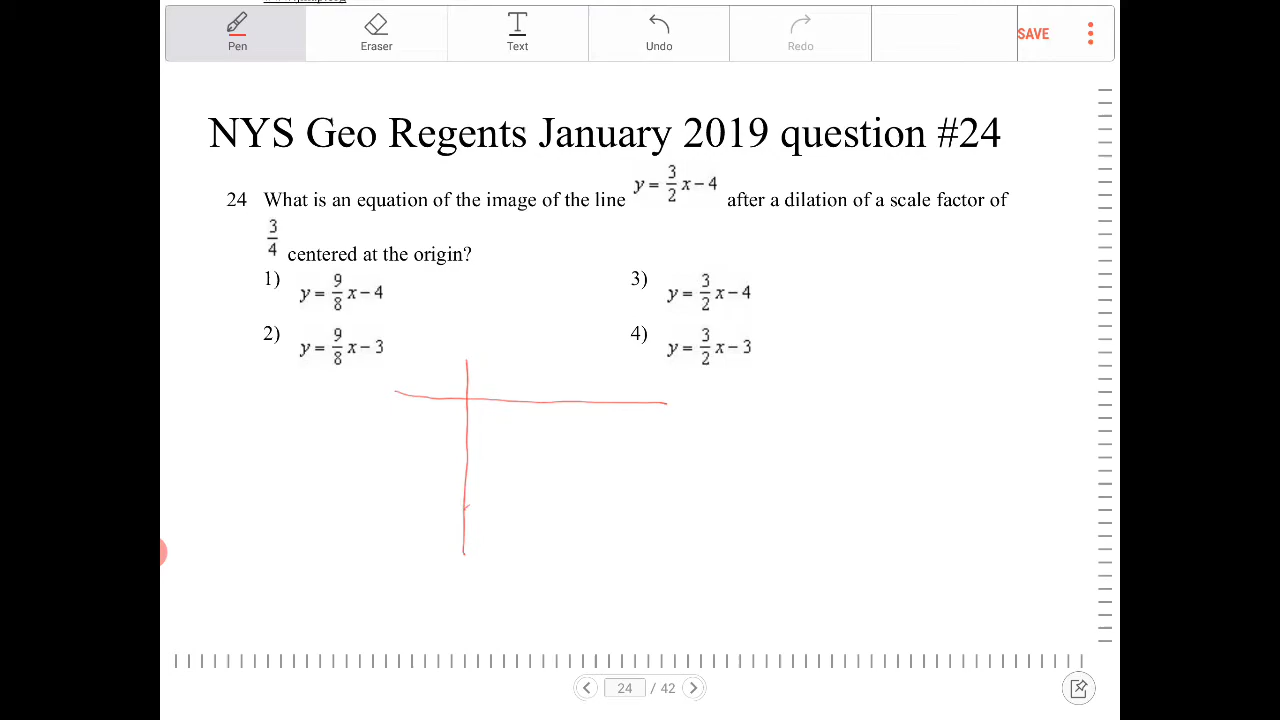 Pen Eraser Text Undo Redo SAVE
NYS Geo Regents January 2019 question #24
24 What is an equation of the image of the line y = 3/2 x − 4 after a dilation of a scale factor of
3/4 centered at the origin?
1) y = 9/8 x − 4
2) y = 9/8 x − 3
3) y = 3/2 x − 4
4) y = 3/2 x − 3
24 / 42